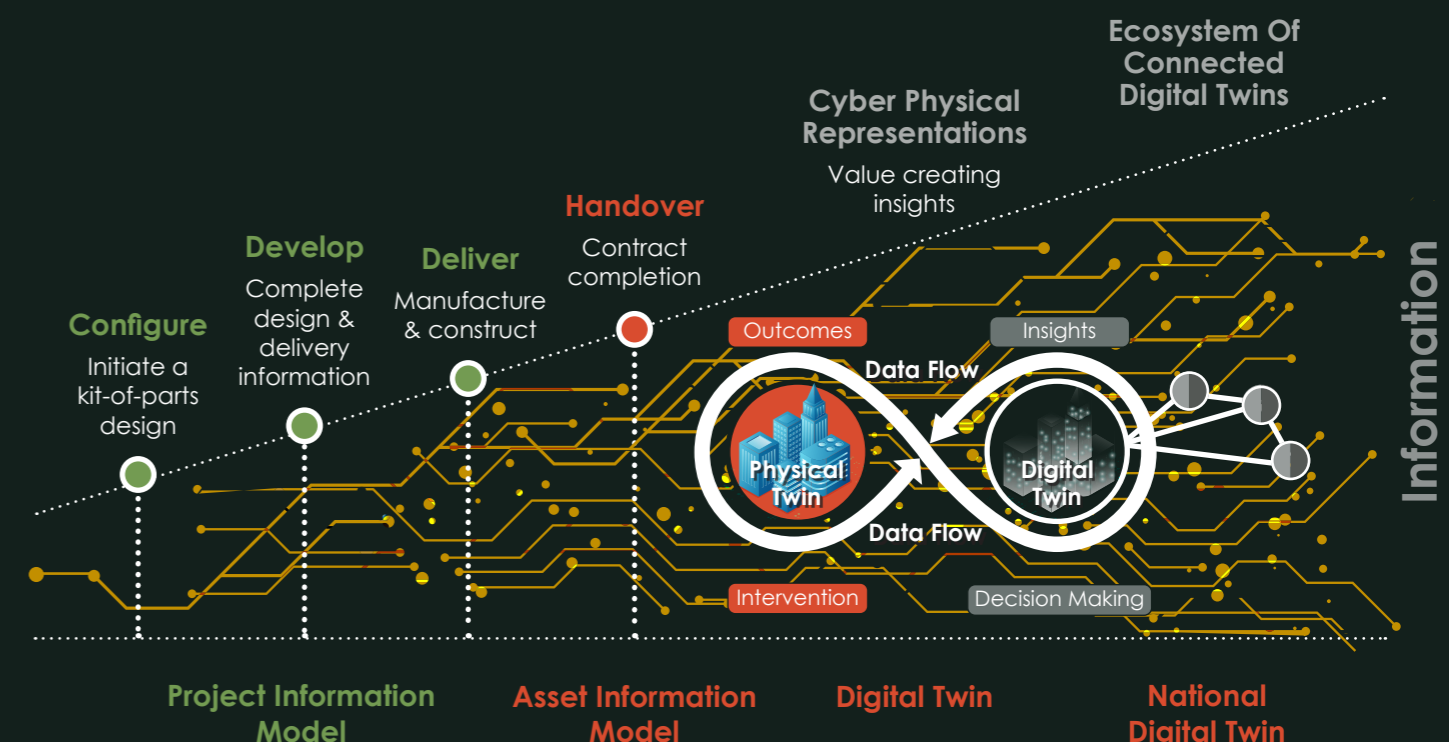 Ecosystem Of
Connected
Digital Twins
Cyber Physical
Representations
Value creating
insights
Handover
Contract
completion
Develop
Complete
design &
delivery
information
Deliver
Manufacture
& construct
Configure
Initiate a
kit-of-parts
design
Outcomes
Insights
Data Flow
Physical
Twin
Digital
Twin
Data Flow
Intervention
Decision Making
Information
Project Information
Model
Asset Information
Model
Digital Twin
National
Digital Twin